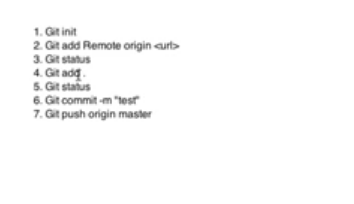 1. Git init
2. Git add Remote origin <url>
3. Git status
4. Git add .
5. Git status
6. Git commit -m "test"
7. Git push origin master